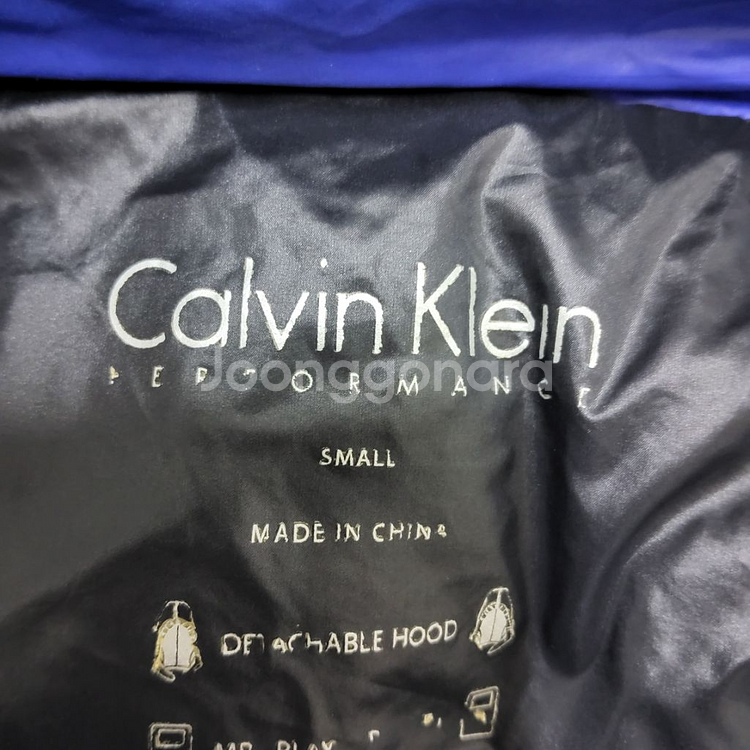 Calvin Klein
PERFORMANCE
Joonggonara
SMALL
MADE IN CHINA
DETACHABLE HOOD